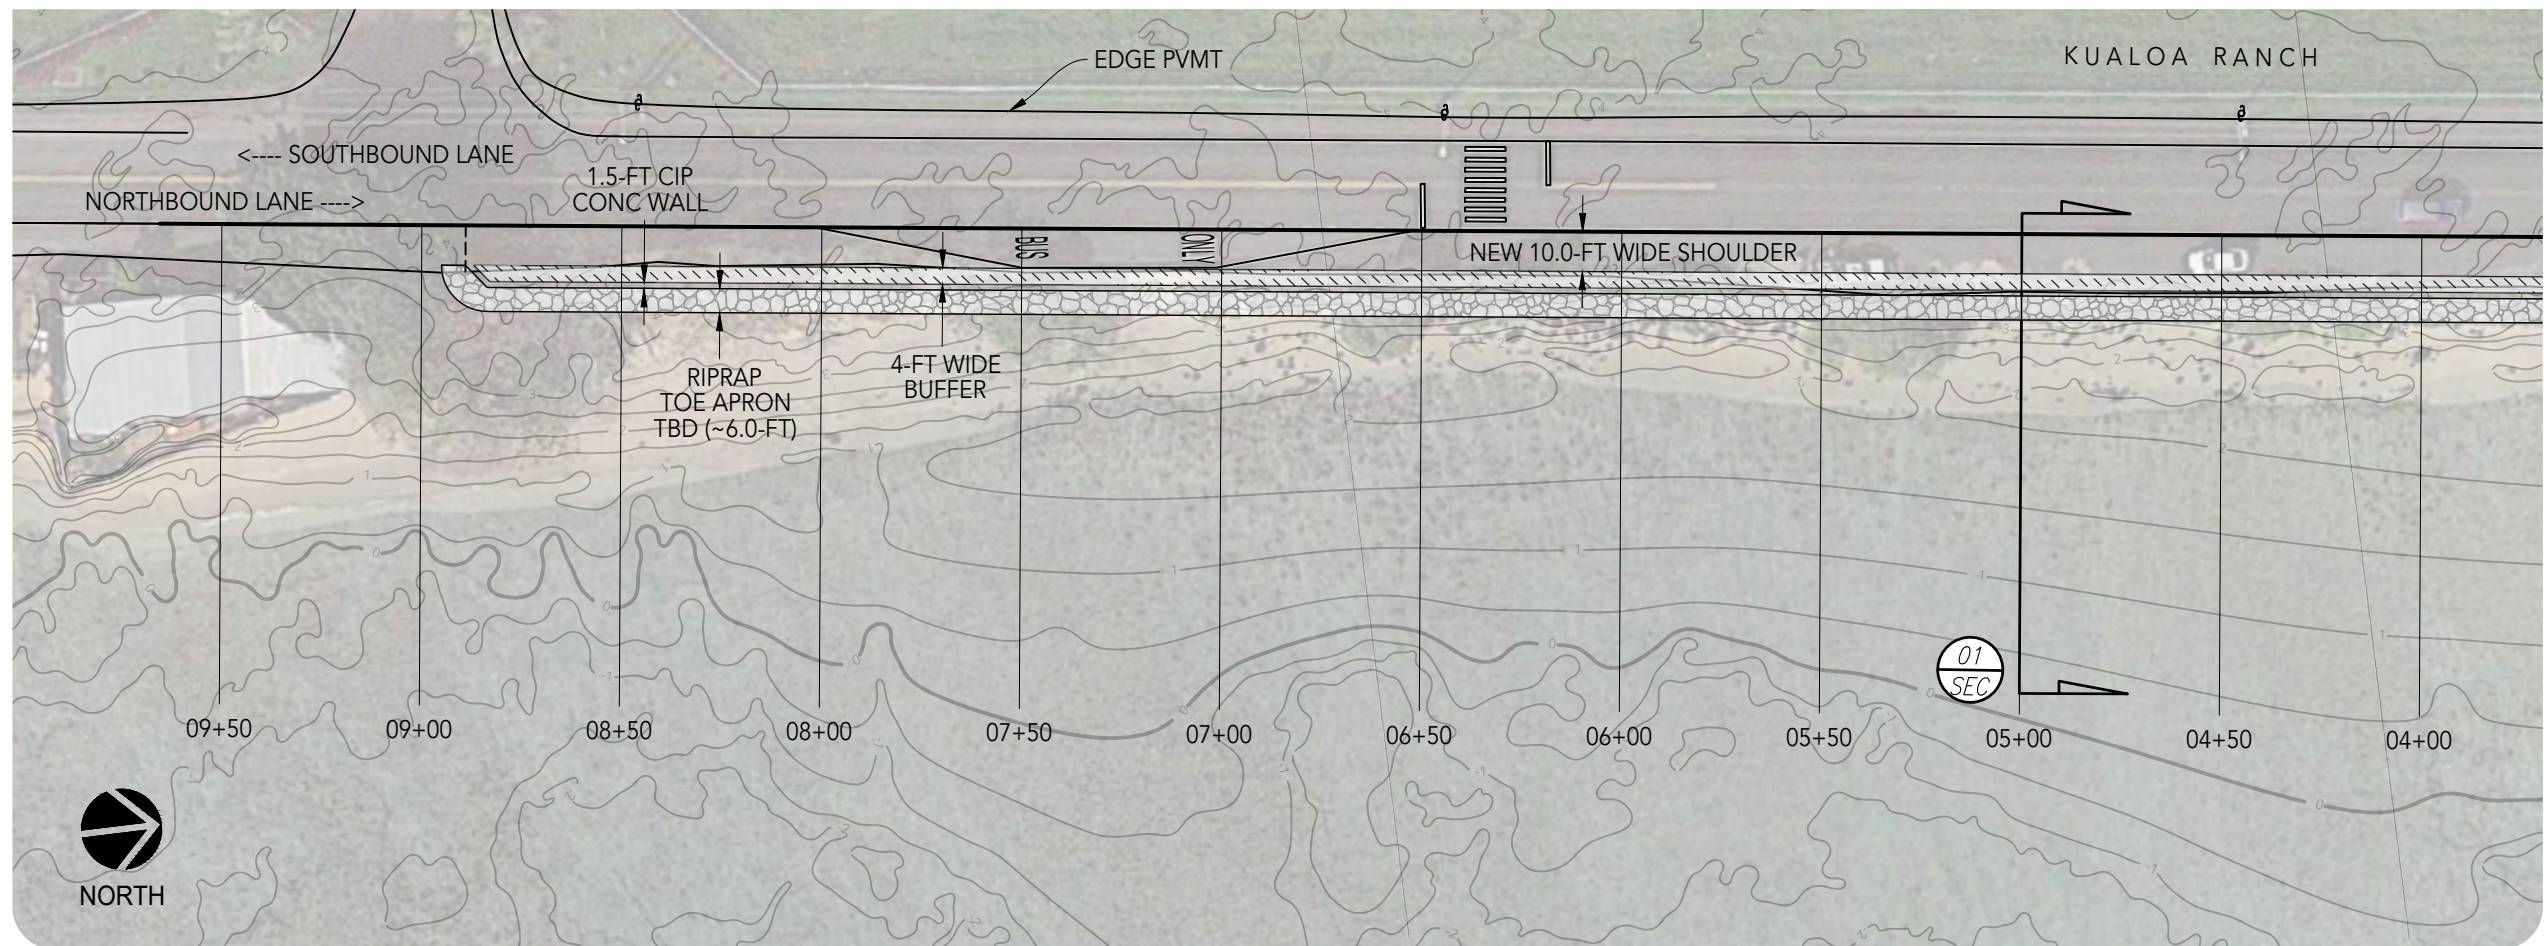 KUALOA RANCH
EDGE PVMT
<---- SOUTHBOUND LANE
1.5-FT CIP
CONC WALL
NORTHBOUND LANE ---->
BUS
ONLY
NEW 10.0-FT WIDE SHOULDER
4-FT WIDE
BUFFER
RIPRAP
TOE APRON
TBD (~6.0-FT)
01
SEC
09+50
09+00
08+50
08+00
07+50
07+00
06+50
06+00
05+50
05+00
04+50
04+00
NORTH